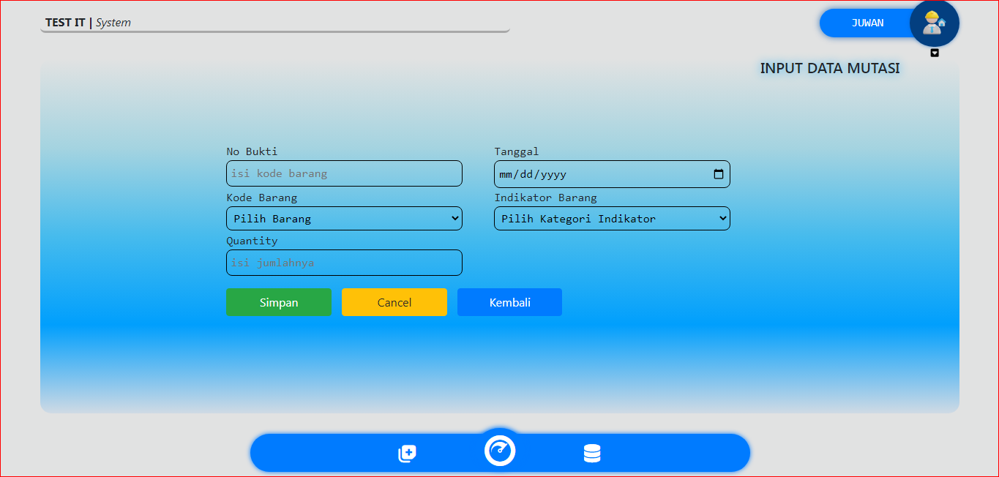 TEST IT | System
JUWAN
INPUT DATA MUTASI
No Bukti
isi kode barang
Tanggal
mm/dd/yyyy
Kode Barang
Pilih Barang
Indikator Barang
Pilih Kategori Indikator
Quantity
isi jumlahnya
Simpan
Cancel
Kembali